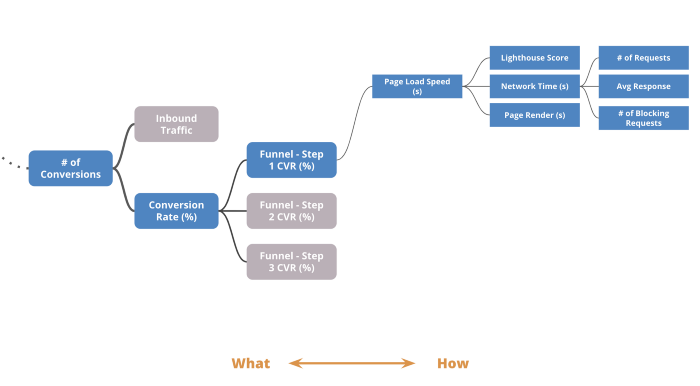 Lighthouse Score
# of Requests
Page Load Speed
(s)
Network Time (s)
Avg Response
Page Render (s)
# of Blocking
Requests
Inbound
Traffic
# of
Conversions
Funnel - Step
1 CVR (%)
Conversion
Rate (%)
Funnel - Step
2 CVR (%)
Funnel - Step
3 CVR (%)
What
How